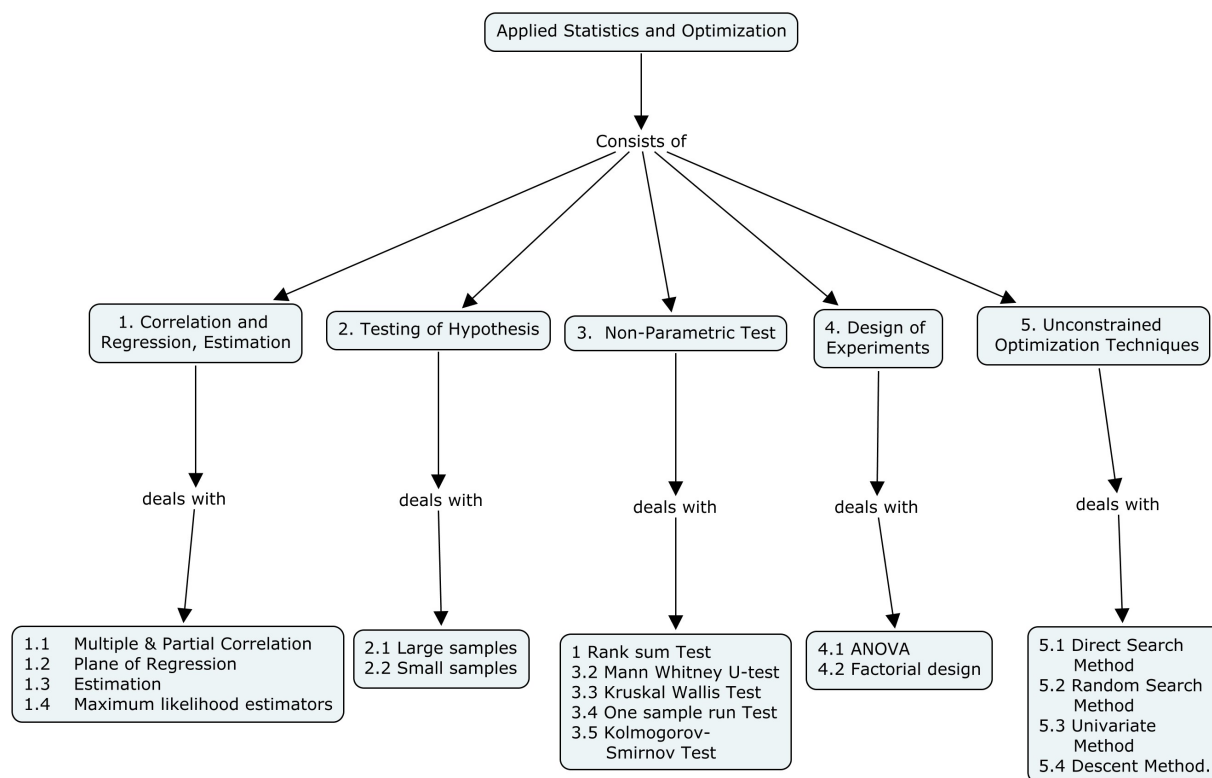 Applied Statistics and Optimization
Consists of
1. Correlation and
Regression, Estimation
2. Testing of Hypothesis
3. Non-Parametric Test
4. Design of
Experiments
5. Unconstrained
Optimization Techniques
deals with
deals with
deals with
deals with
deals with
1.1 Multiple & Partial Correlation
1.2 Plane of Regression
1.3 Estimation
1.4 Maximum likelihood estimators
2.1 Large samples
2.2 Small samples
1 Rank sum Test
3.2 Mann Whitney U-test
3.3 Kruskal Wallis Test
3.4 One sample run Test
3.5 Kolmogorov-
Smirnov Test
4.1 ANOVA
4.2 Factorial design
5.1 Direct Search
Method
5.2 Random Search
Method
5.3 Univariate
Method
5.4 Descent Method.